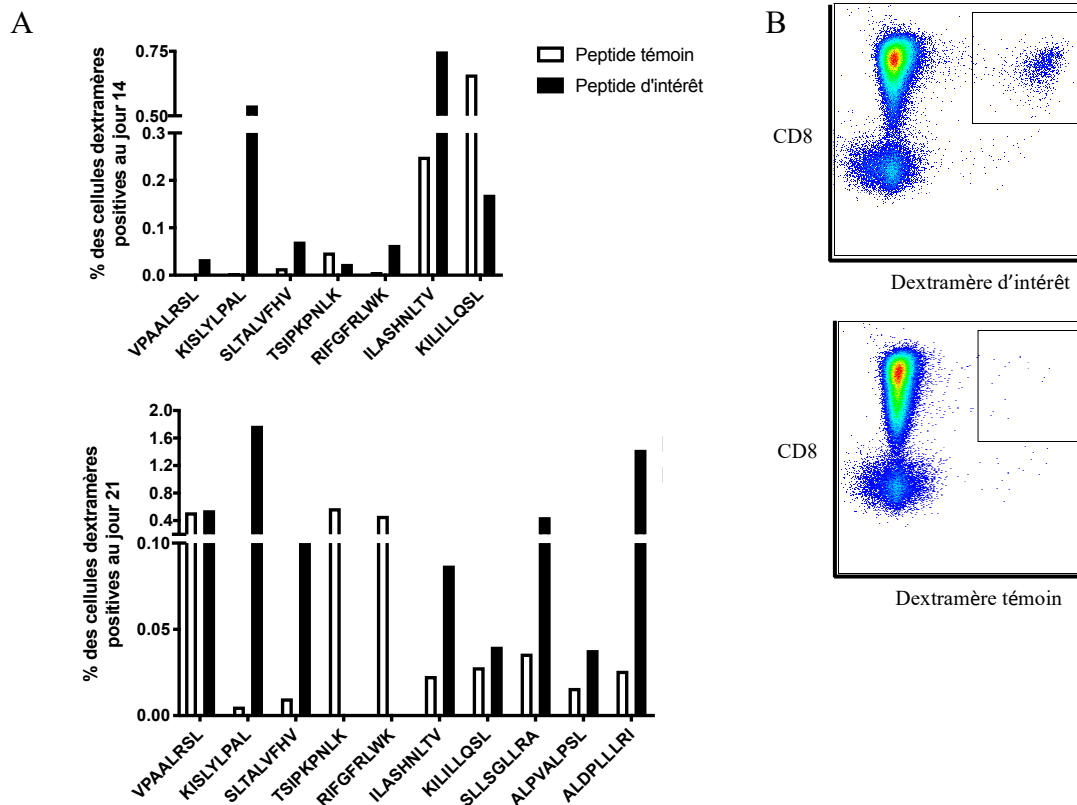 A
% des cellules dextramères
positives au jour 14
0.75
0.50
0.3
0.2
0.1
0.0
Peptide témoin
Peptide d'intérêt
VPAALRSL
KISLYLPAL
SLTALVFHV
TSIPKPNLK
RIFGFRLWK
ILASHNLTV
KILILLQSL
% des cellules dextramères
positives au jour 21
2.0
1.6
1.2
0.8
0.4
0.10
0.05
0.00
VPAALRSL
KISLYLPAL
SLTALVFHV
TSIPKPNLK
RIFGFRLWK
ILASHNLTV
KILILLQSL
SLLSGLLRA
ALPVALPSL
ALDPLLLRI
B
CD8
Dextramère d'intérêt
CD8
Dextramère témoin